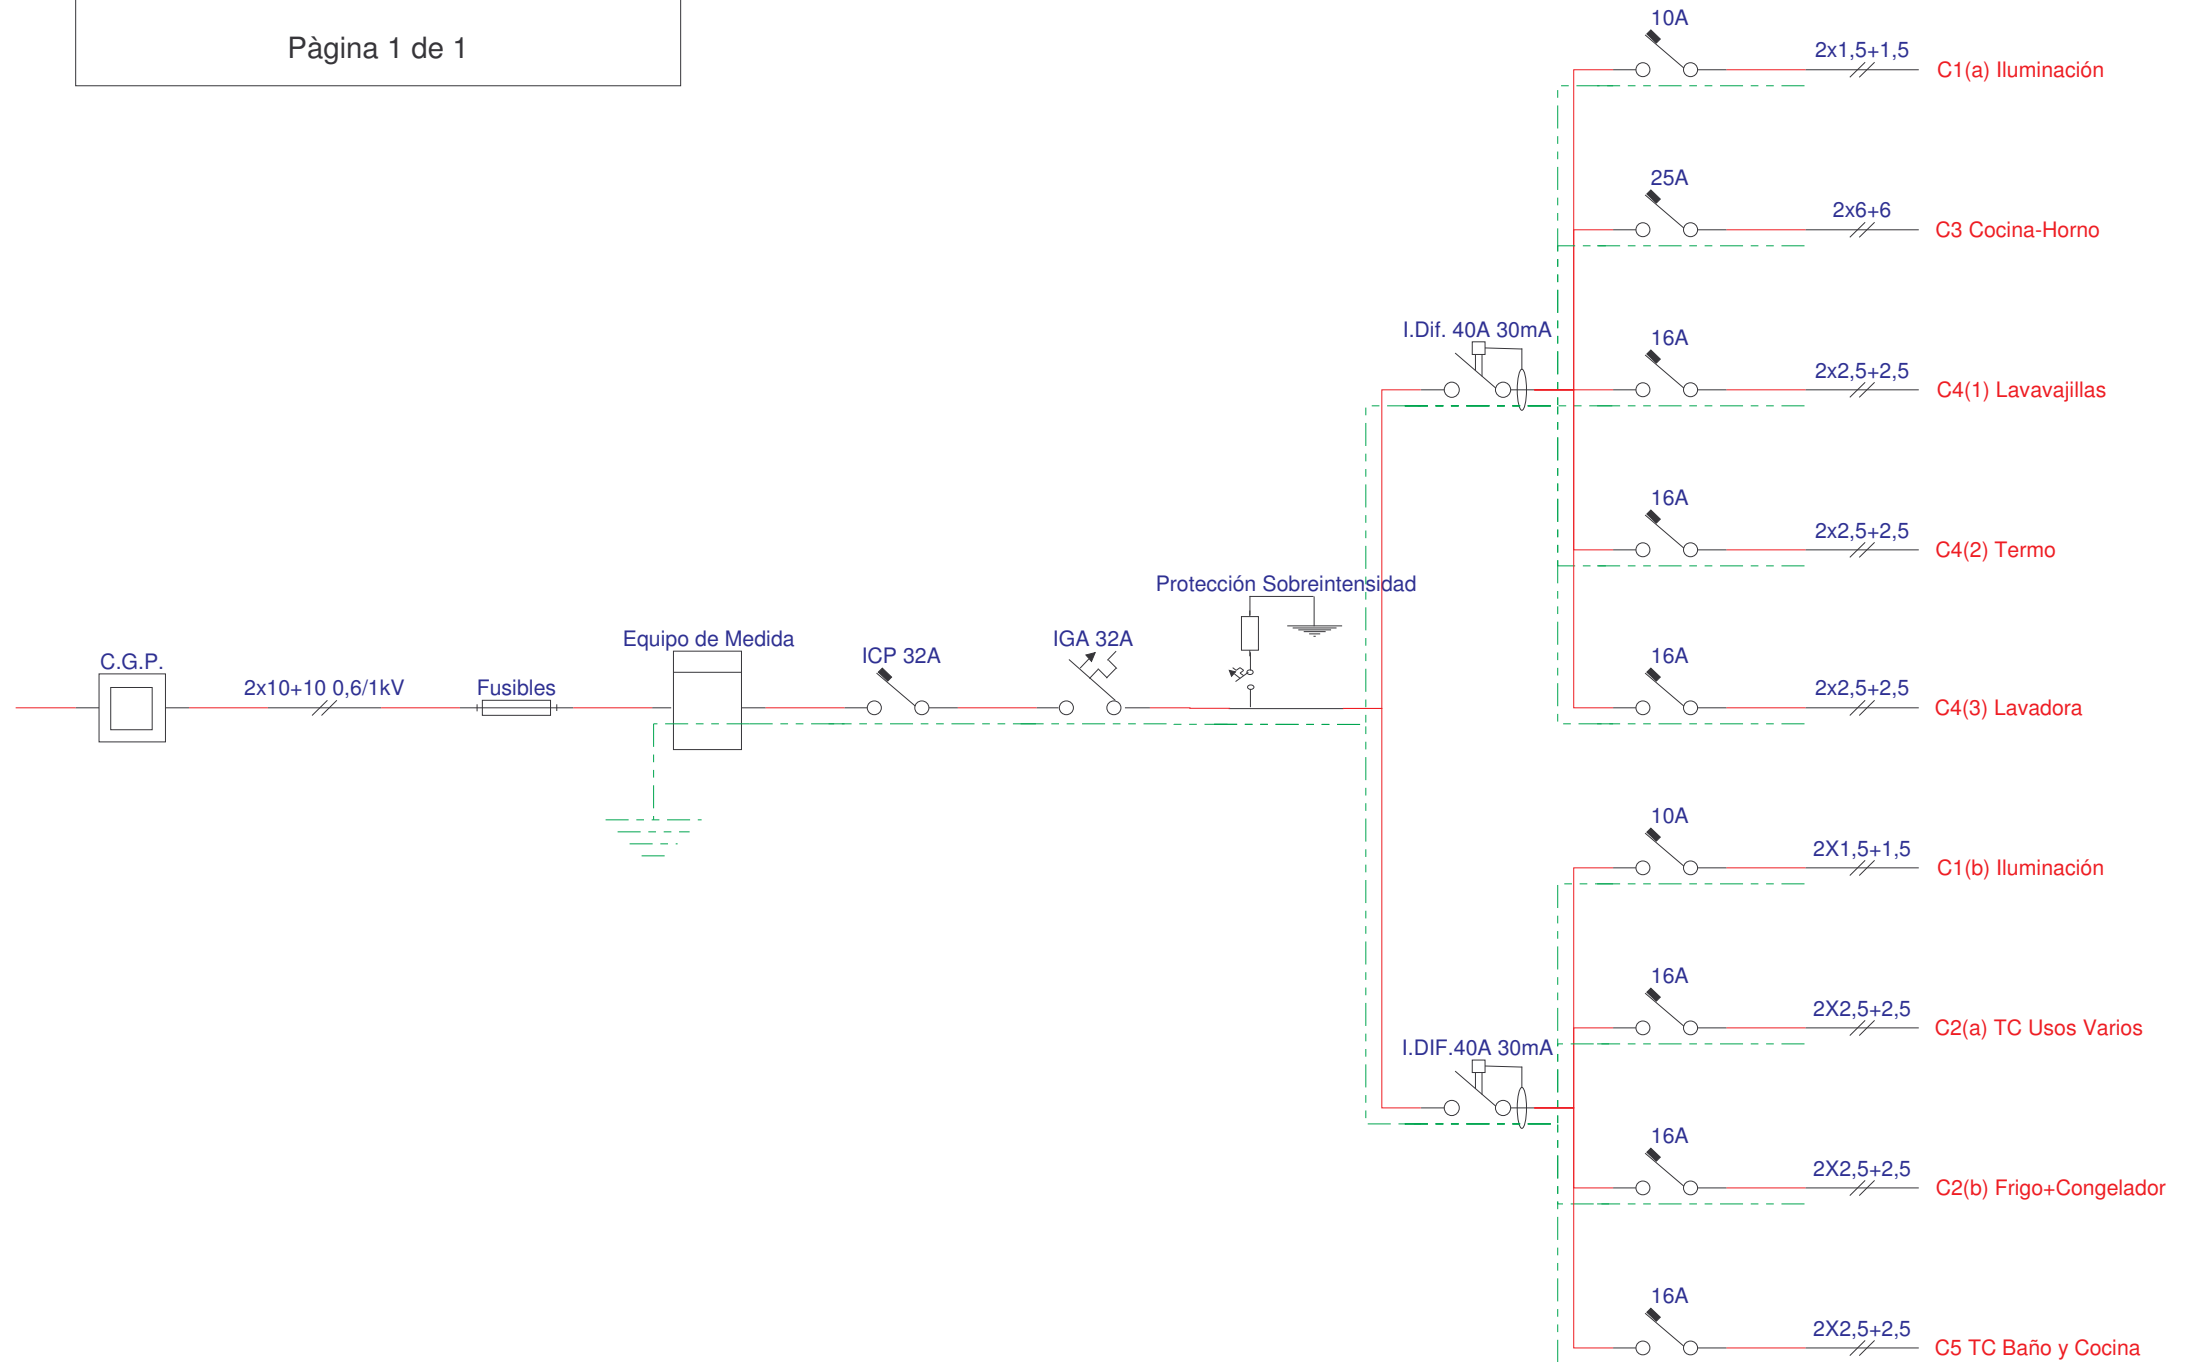 Pàgina 1 de 1
10A
2x1,5+1,5
C1(a) Iluminación
25A
2x6+6
C3 Cocina-Horno
I.Dif. 40A 30mA
16A
2x2,5+2,5
C4(1) Lavavajillas
16A
2x2,5+2,5
C4(2) Termo
Protección Sobreintensidad
C.G.P.
2x10+10 0,6/1kV
Fusibles
Equipo de Medida
ICP 32A
IGA 32A
16A
2x2,5+2,5
C4(3) Lavadora
10A
2X1,5+1,5
C1(b) Iluminación
16A
2X2,5+2,5
C2(a) TC Usos Varios
I.DIF.40A 30mA
16A
2X2,5+2,5
C2(b) Frigo+Congelador
16A
2X2,5+2,5
C5 TC Baño y Cocina